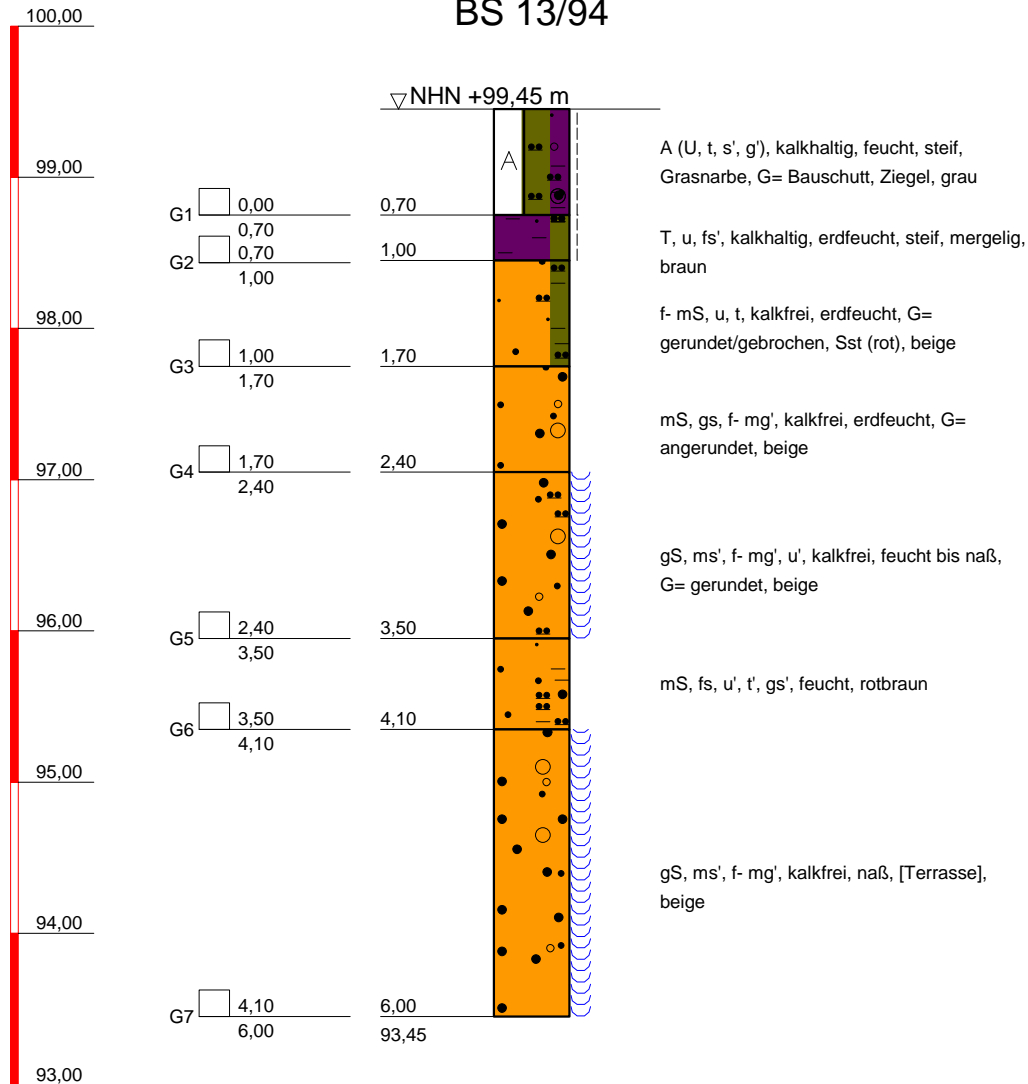 BS 13/94
100,00
NHN +99,45 m
A
A (U, t, s', g'), kalkhaltig, feucht, steif,
Grasnarbe, G= Bauschutt, Ziegel, grau
99,00
G1 0,00 0,70
0,70
T, u, fs', kalkhaltig, erdfeucht, steif, mergelig,
braun
G2 0,70 1,00
1,00
f- mS, u, t, kalkfrei, erdfeucht, G=
gerundet/gebrochen, Sst (rot), beige
98,00
G3 1,00 1,70
1,70
mS, gs, f- mg', kalkfrei, erdfeucht, G=
angerundet, beige
97,00
G4 1,70 2,40
2,40
gS, ms', f- mg', u', kalkfrei, feucht bis naß,
G= gerundet, beige
96,00
G5 2,40 3,50
3,50
mS, fs, u', t', gs', feucht, rotbraun
G6 3,50 4,10
4,10
95,00
gS, ms', f- mg', kalkfrei, naß, [Terrasse],
beige
94,00
G7 4,10 6,00
6,00 93,45
93,00